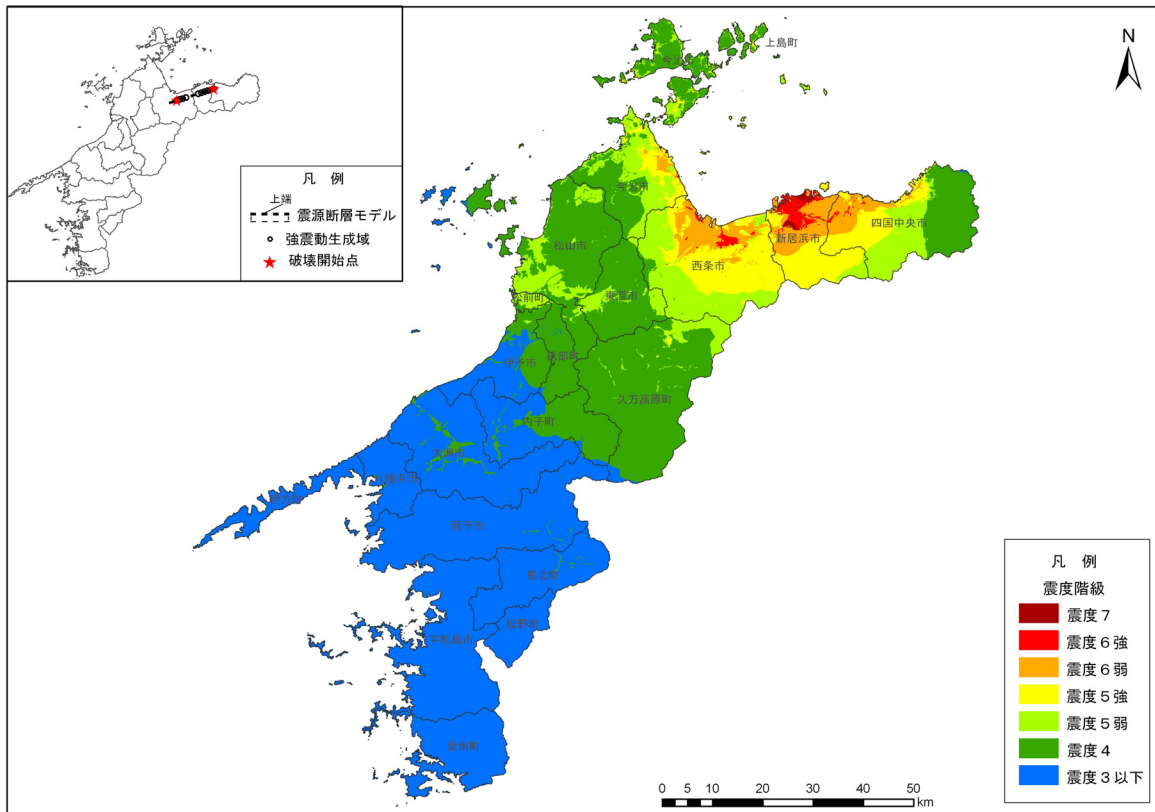 凡 例
上端
震源断層モデル
強震動生成域
破壊開始点
N
上島町
今治市
四国中央市
新居浜市
松山市
西条市
松前町
東温市
砥部町
伊予市
久万高原町
内子町
大洲市
八幡浜市
西予市
鬼北町
松野町
宇和島市
愛南町
凡 例
震度階級
震度７
震度６強
震度６弱
震度５強
震度５弱
震度４
震度３以下
0 10 20 30 40 50
km